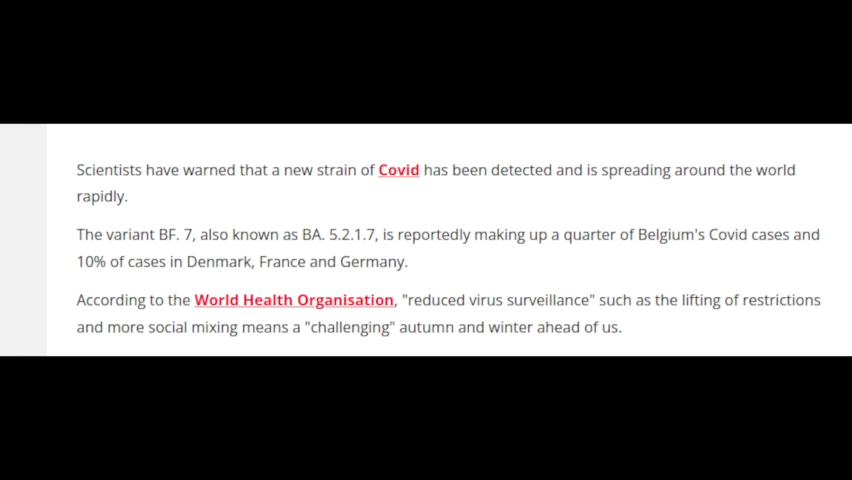 Scientists have warned that a new strain of Covid has been detected and is spreading around the world
rapidly.
The variant BF. 7, also known as BA. 5.2.1.7, is reportedly making up a quarter of Belgium's Covid cases and
10% of cases in Denmark, France and Germany.
According to the World Health Organisation, "reduced virus surveillance" such as the lifting of restrictions
and more social mixing means a "challenging" autumn and winter ahead of us.